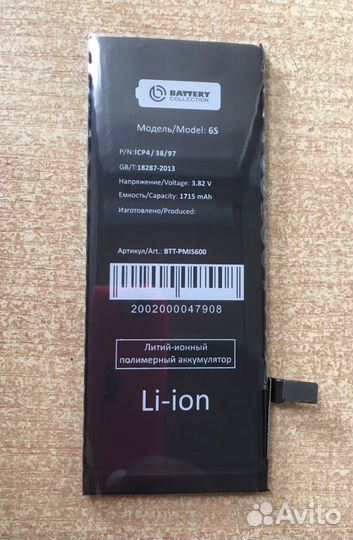 BATTERY
COLLECTION
Модель/Model: 6S
P/N:ICP4/38/97
GB/T:18287-2013
Напряжение/Voltage: 3.82 V
Емкость/Capacity: 1715 mAh
Изготовлено/Produced:
Артикул/Art.: BTT-PMIS600
2002000047908
Литий-ионный
полимерный аккумулятор
Li-ion
Avito